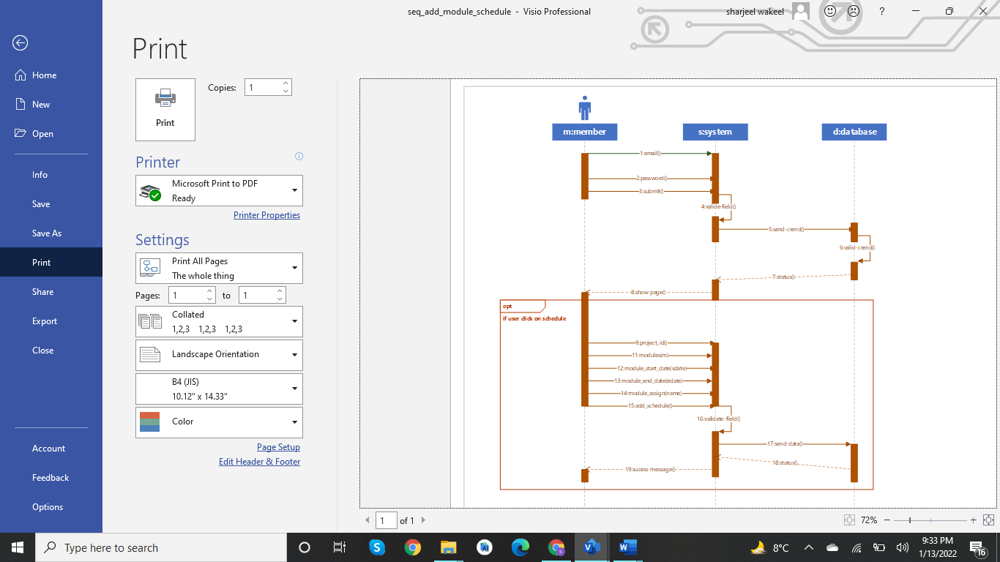 seq_add_module_schedule - Visio Professional
sharjeel wakeel
?
Print
Home
New
Open
Info
Save
Save As
Print
Share
Export
Close
Account
Feedback
Options
Print
Copies: 1
Printer
Microsoft Print to PDF
Ready
Printer Properties
Settings
Print All Pages
The whole thing
Pages: 1 to 1
Collated
1,2,3 1,2,3 1,2,3
Landscape Orientation
B4 (JIS)
10.12" x 14.33"
Color
Page Setup
Edit Header & Footer
m:member
s:system
d:database
1:email()
2:password()
3:submit()
4:valide field()
5:send-crend()
6:valid-crend()
7:status()
8:show page()
opt
if user click on schedule
9:project_id()
11:modules(m)
12:module_start_date(sdate)
13:module_end_date(edate)
14:module_assign(name)
15:add_schedule()
16:validate-field()
17:send-data()
18:status()
19:sucess message()
1 of 1
72%
Type here to search
8°C
9:33 PM
1/13/2022
16